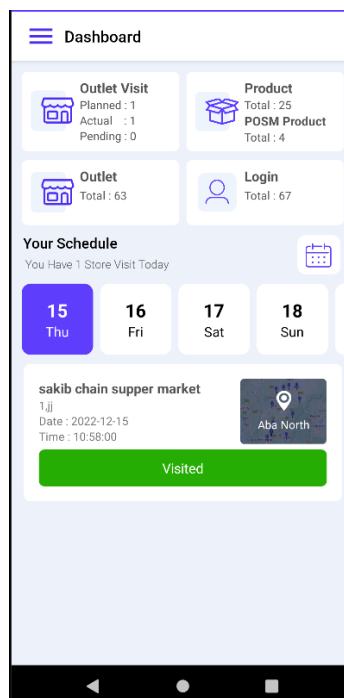 Dashboard
Outlet Visit
Planned : 1
Actual : 1
Pending : 0
Product
Total : 25
POSM Product
Total : 4
Outlet
Total : 63
Login
Total : 67
Your Schedule
You Have 1 Store Visit Today
15
Thu
16
Fri
17
Sat
18
Sun
sakib chain supper market
1,jj
Date : 2022-12-15
Time : 10:58:00
Aba North
Visited